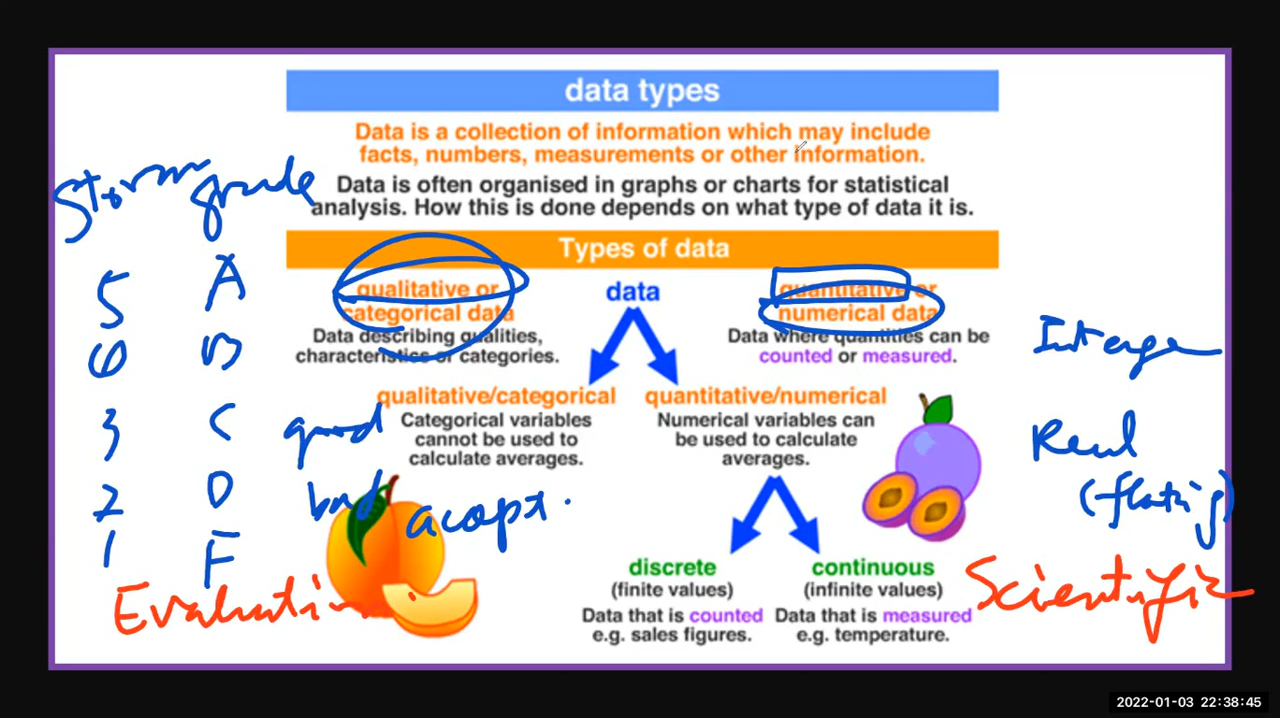 data types
Data is a collection of information which may include
facts, numbers, measurements or other information.
Data is often organised in graphs or charts for statistical
analysis. How this is done depends on what type of data it is.
Storm grade
Types of data
qualitative or
categorical data
Data describing qualities,
characteristics or categories.
data
quantitative or
numerical data
Data where quantities can be
counted or measured.
qualitative/categorical
Categorical variables
cannot be used to
calculate averages.
quantitative/numerical
Numerical variables can
be used to calculate
averages.
discrete
(finite values)
Data that is counted
e.g. sales figures.
continuous
(infinite values)
Data that is measured
e.g. temperature.
5 A
B
3 C
2 D
1 F
good
bad
Real
Scientific
2022-01-03 22:38:45